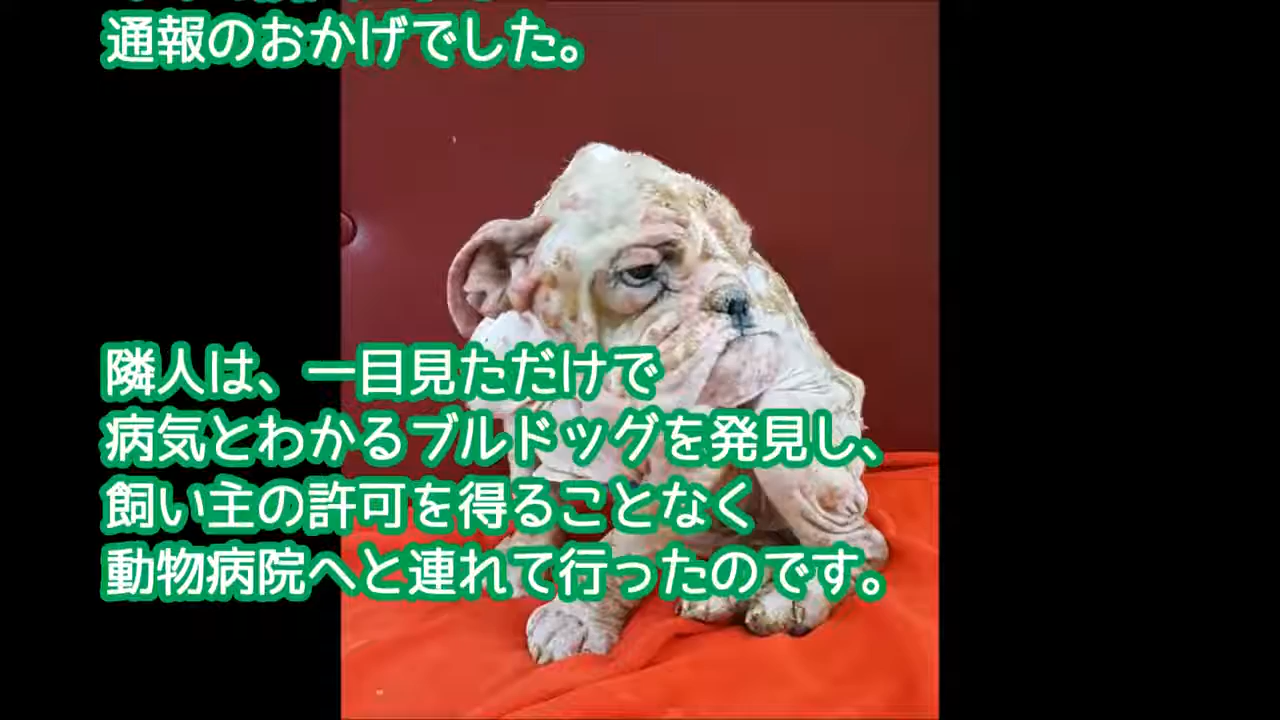 通報のおかげでした。
隣人は、一目見ただけで
病気とわかるブルドッグを発見し、
飼い主の許可を得ることなく
動物病院へと連れて行ったのです。